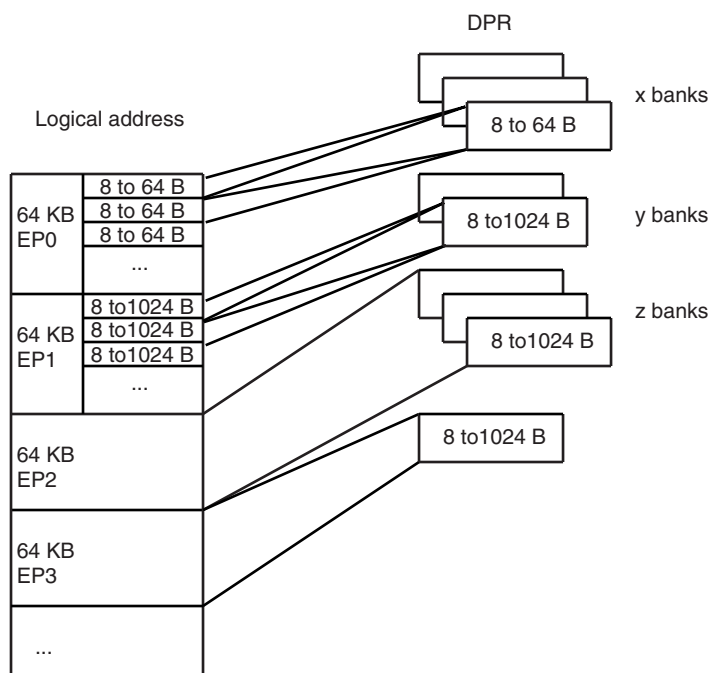 DPR
x banks
8 to 64 B
Logical address
64 KB
EP0
8 to 64 B
8 to 64 B
8 to 64 B
...
y banks
8 to1024 B
64 KB
EP1
8 to1024 B
8 to1024 B
8 to1024 B
...
z banks
8 to1024 B
64 KB
EP2
8 to1024 B
64 KB
EP3
...